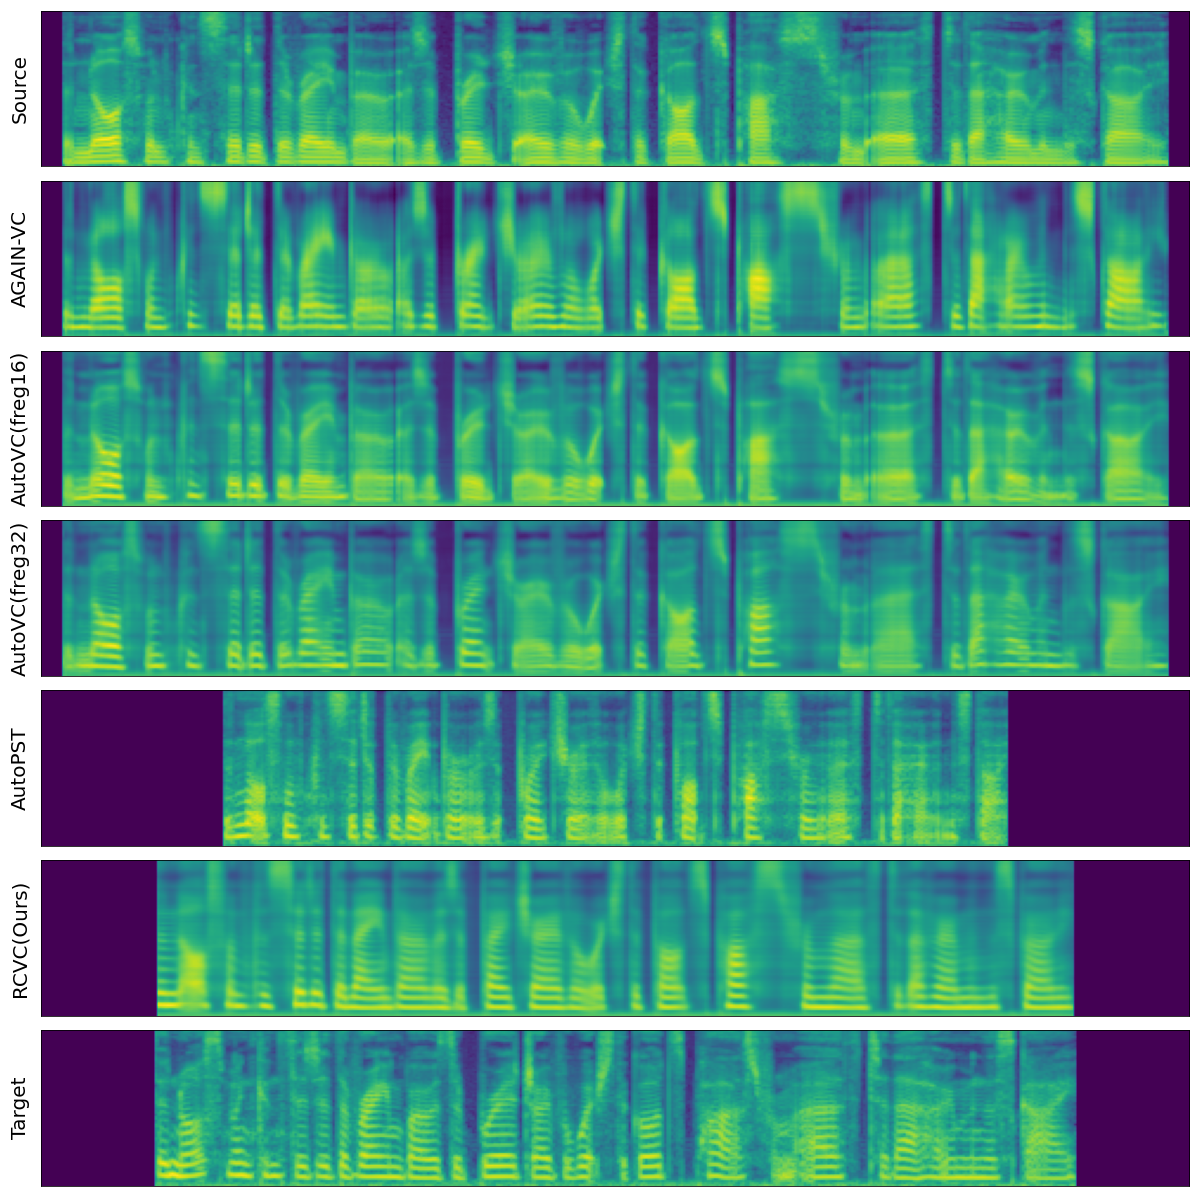 Source
AGAIN-VC
AutoVC(freg16)
AutoVC(freg32)
AutoPST
RCVC(Ours)
Target